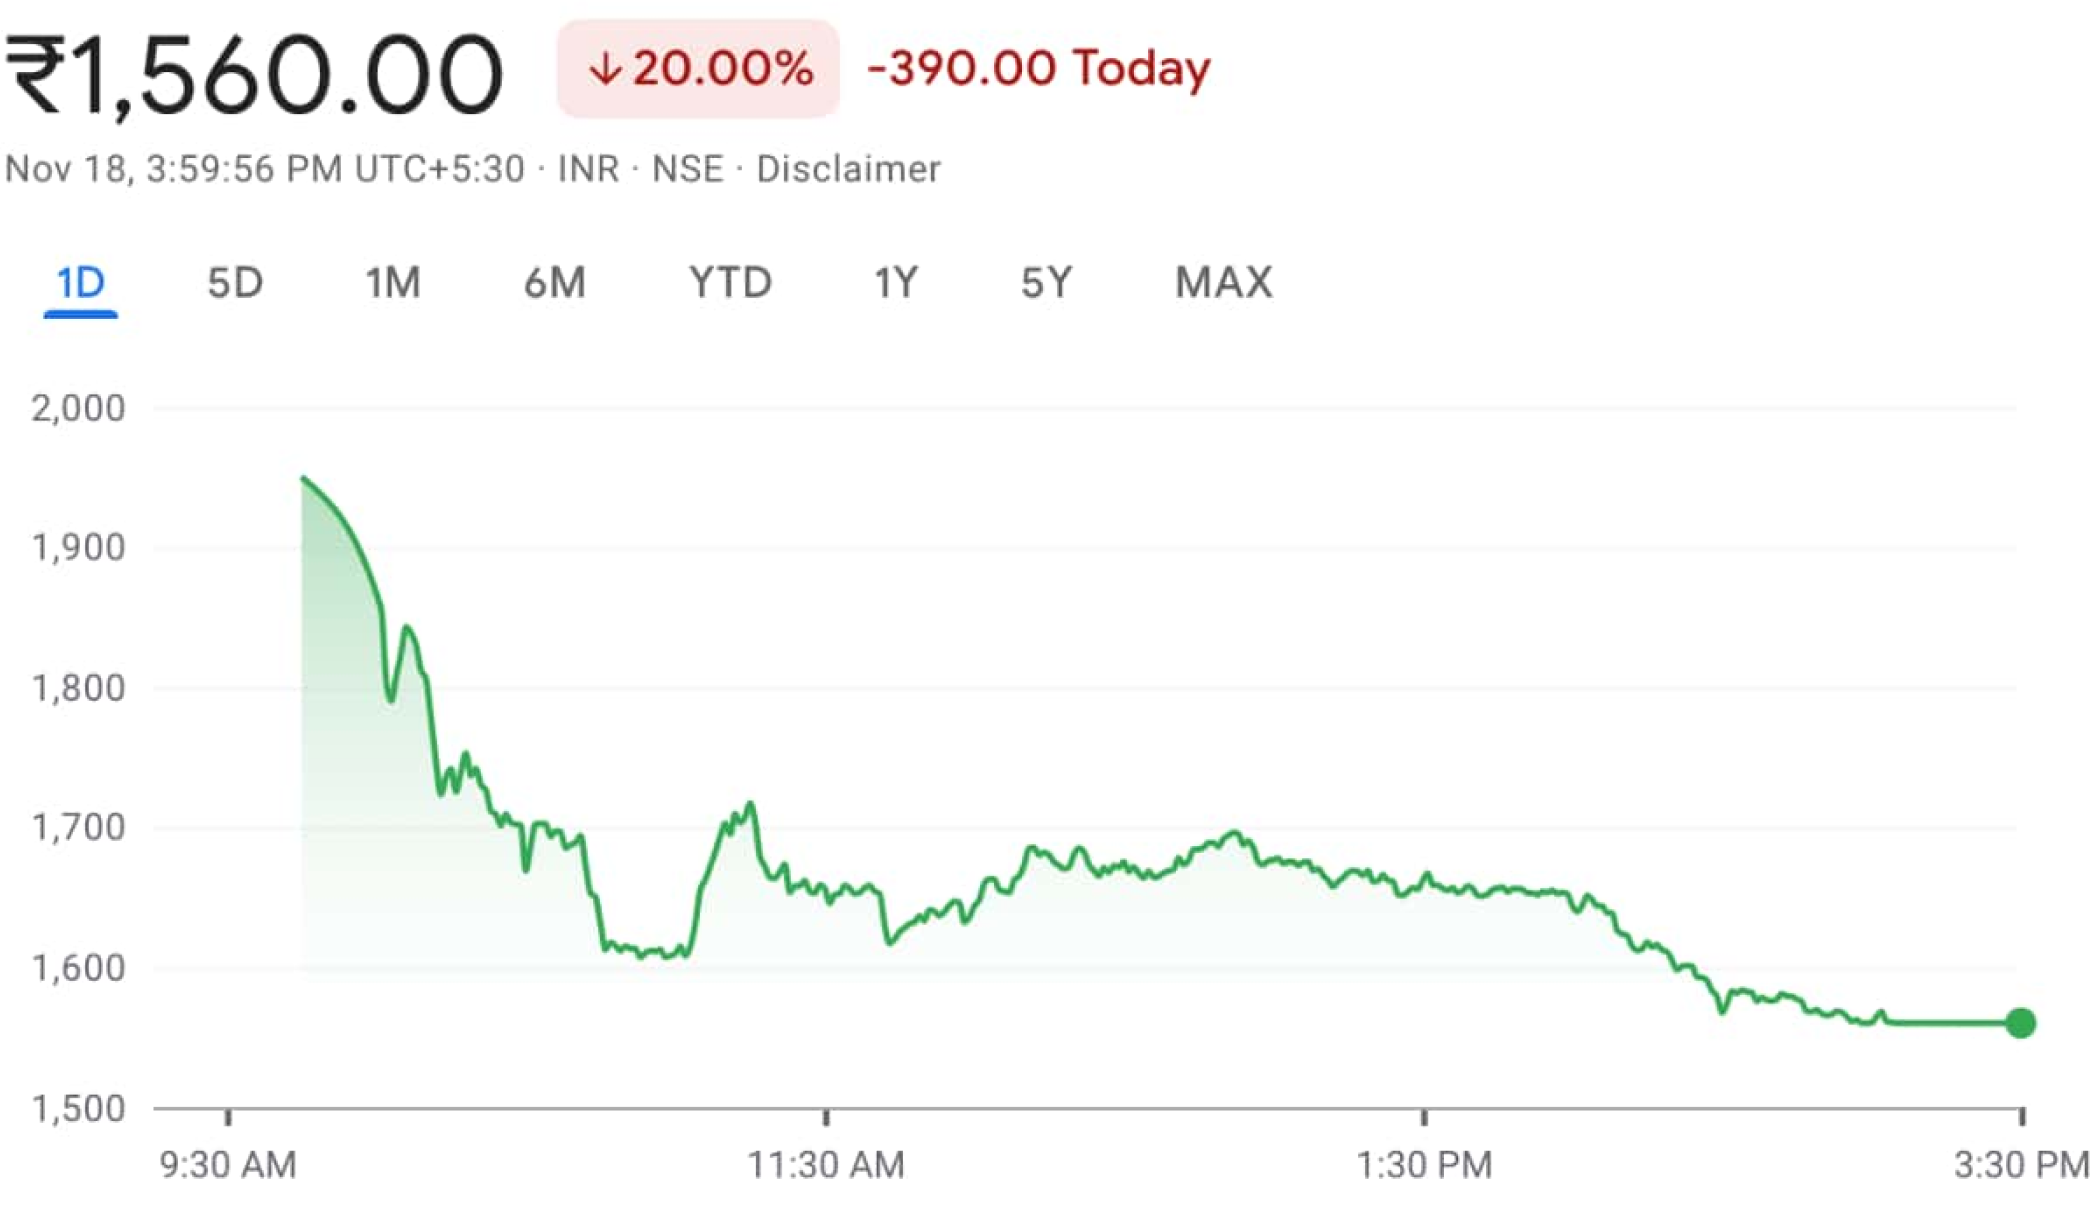 ₹1,560.00 ↓20.00% -390.00 Today
Nov 18, 3:59:56 PM UTC+5:30 · INR · NSE · Disclaimer
1D 5D 1M 6M YTD 1Y 5Y MAX
2,000
1,900
1,800
1,700
1,600
1,500
9:30 AM 11:30 AM 1:30 PM 3:30 PM